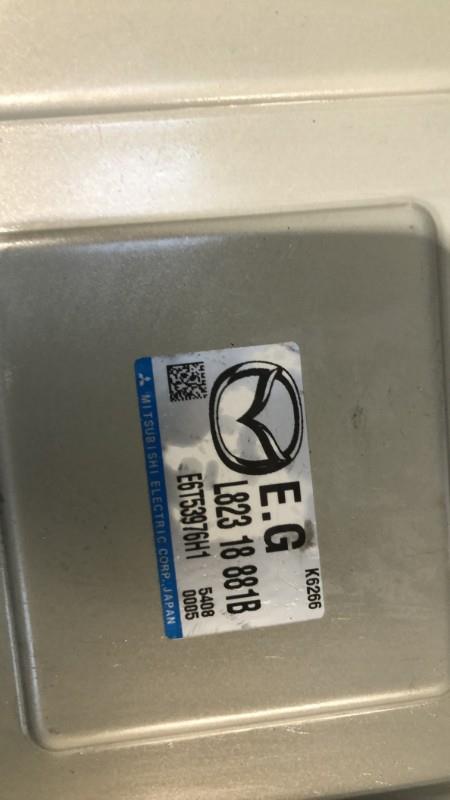 K6266
E.G
L823 18 881B
E6T53976H1 5408
0005
MITSUBISHI ELECTRIC CORP. JAPAN